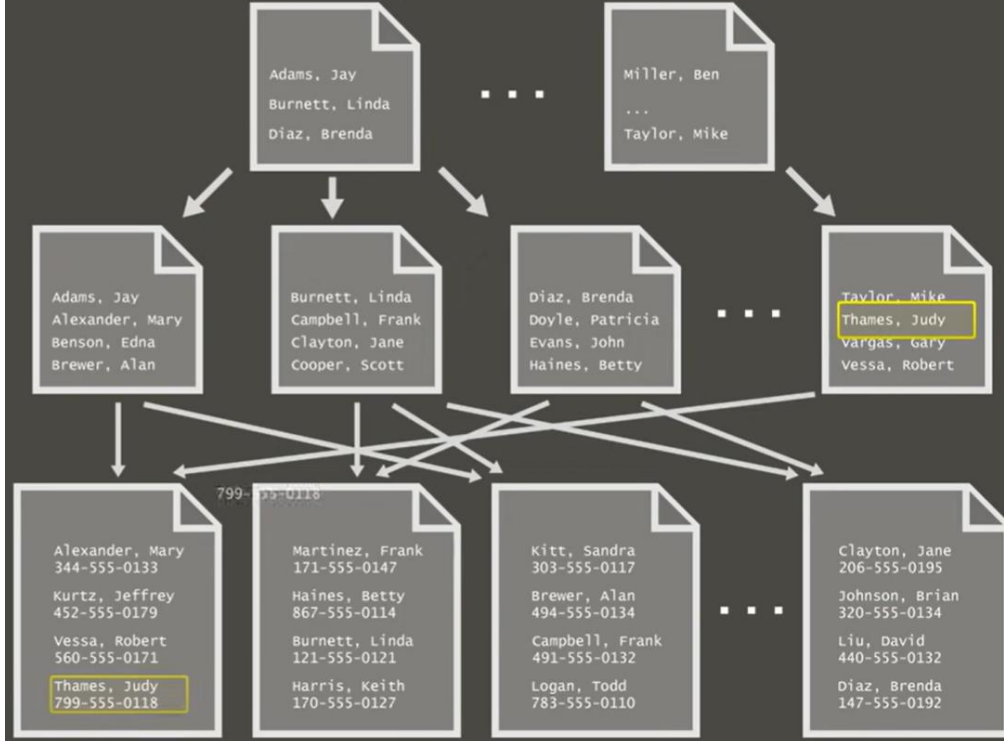 Adams, Jay
Burnett, Linda
Diaz, Brenda
Miller, Ben
...
Taylor, Mike
Adams, Jay
Alexander, Mary
Benson, Edna
Brewer, Alan
Burnett, Linda
Campbell, Frank
Clayton, Jane
Cooper, Scott
Diaz, Brenda
Doyle, Patricia
Evans, John
Haines, Betty
Taylor, Mike
Thames, Judy
Vargas, Gary
Vessa, Robert
799-555-0118
Alexander, Mary
344-555-0133
Kurtz, Jeffrey
452-555-0179
Vessa, Robert
560-555-0171
Thames, Judy
799-555-0118
Martinez, Frank
171-555-0147
Haines, Betty
867-555-0114
Burnett, Linda
121-555-0121
Harris, Keith
170-555-0127
Kitt, Sandra
303-555-0117
Brewer, Alan
494-555-0134
Campbell, Frank
491-555-0132
Logan, Todd
783-555-0110
Clayton, Jane
206-555-0195
Johnson, Brian
320-555-0134
Liu, David
440-555-0132
Diaz, Brenda
147-555-0192